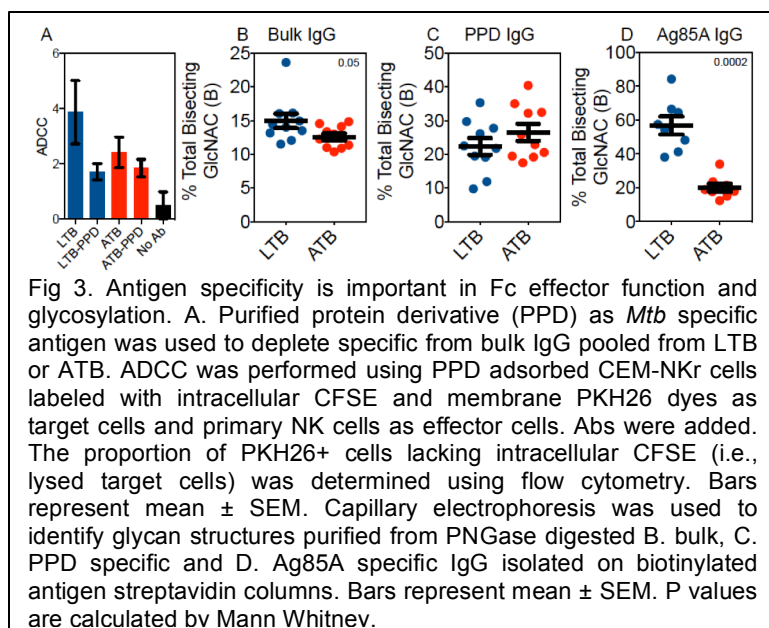 A
B Bulk IgG
C PPD IgG
D Ag85A IgG
6
4
2
0
ADCC
LTB
LTB-PPD
ATB
ATB-PPD
No Ab
% Total Bisecting
GlcNAC (B)
25
20
15
10
5
0
0.05
LTB
ATB
% Total Bisecting
GlcNAC (B)
50
40
30
20
10
0
LTB
ATB
% Total Bisecting
GlcNAC (B)
100
80
60
40
20
0
0.0002
LTB
ATB
Fig 3. Antigen specificity is important in Fc effector function and
glycosylation. A. Purified protein derivative (PPD) as Mtb specific
antigen was used to deplete specific from bulk IgG pooled from LTB
or ATB. ADCC was performed using PPD adsorbed CEM-NKr cells
labeled with intracellular CFSE and membrane PKH26 dyes as
target cells and primary NK cells as effector cells. Abs were added.
The proportion of PKH26+ cells lacking intracellular CFSE (i.e.,
lysed target cells) was determined using flow cytometry. Bars
represent mean ± SEM. Capillary electrophoresis was used to
identify glycan structures purified from PNGase digested B. bulk, C.
PPD specific and D. Ag85A specific IgG isolated on biotinylated
antigen streptavidin columns. Bars represent mean ± SEM. P values
are calculated by Mann Whitney.